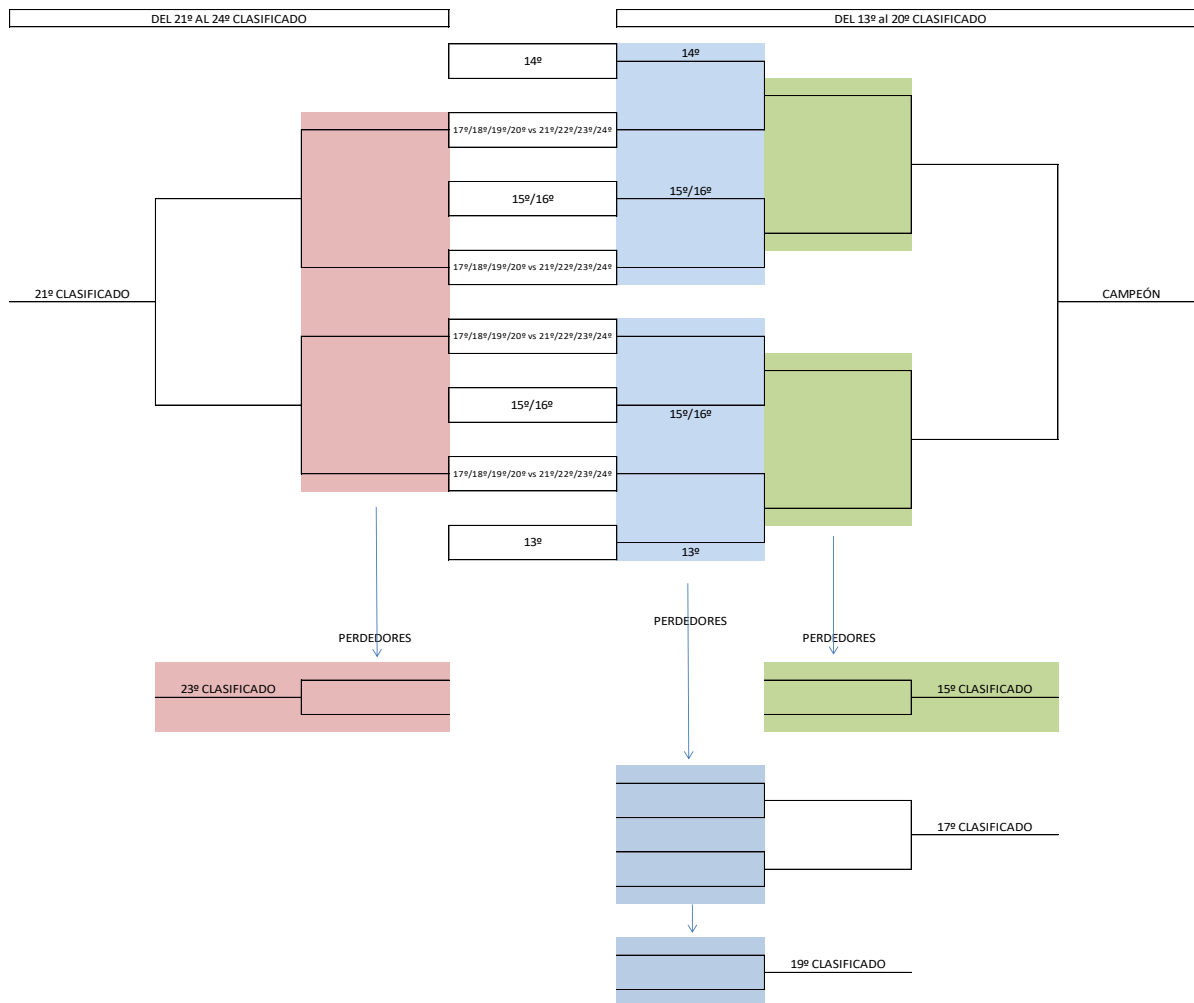 DEL 21º AL 24º CLASIFICADO
DEL 13º al 20º CLASIFICADO
14º
14º
17º/18º/19º/20º vs 21º/22º/23º/24º
15º/16º
15º/16º
17º/18º/19º/20º vs 21º/22º/23º/24º
21º CLASIFICADO
CAMPEÓN
17º/18º/19º/20º vs 21º/22º/23º/24º
15º/16º
15º/16º
17º/18º/19º/20º vs 21º/22º/23º/24º
13º
13º
PERDEDORES
PERDEDORES
PERDEDORES
23º CLASIFICADO
15º CLASIFICADO
17º CLASIFICADO
19º CLASIFICADO